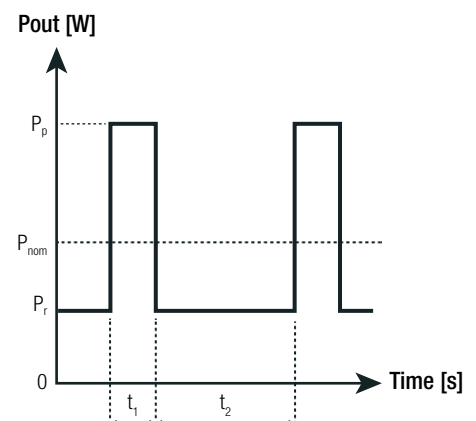 Pout [W]
Pₚ
Pnom
Pᵣ
0
Time [s]
t₁
t₂